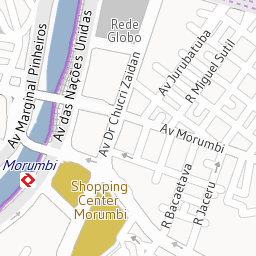 Rede
Globo
Av Marginal Pinheiros
Av das Nações Unidas
Av Dr Chucri Zaidan
Av Jurubatuba
R Miguel Sutil
Av Morumbi
Morumbi
Shopping
Center
Morumbi
R Bacaetava
R Jaceru